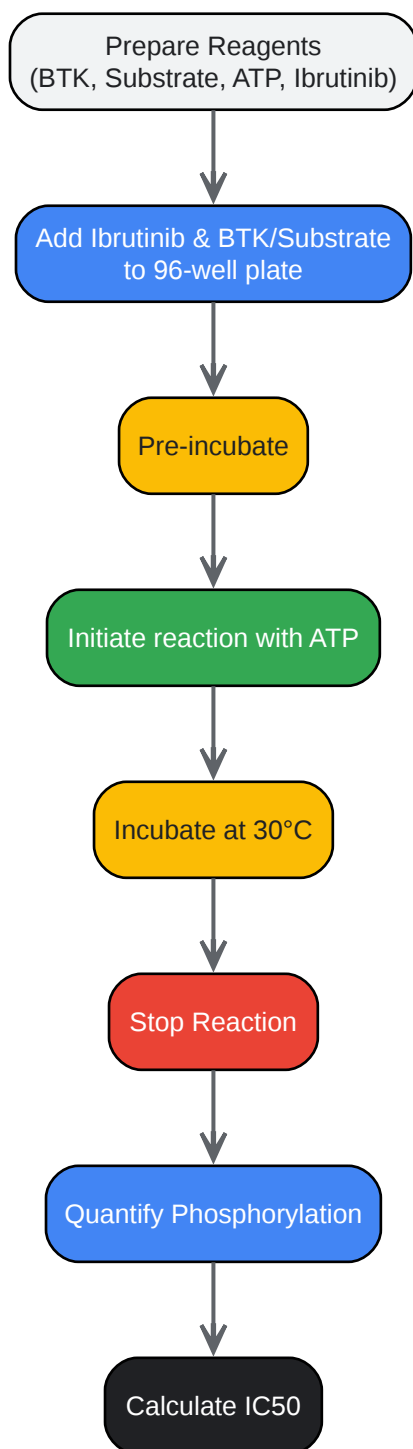 Prepare Reagents
(BTK, Substrate, ATP, Ibrutinib)
Add Ibrutinib & BTK/Substrate
to 96-well plate
Pre-incubate
Initiate reaction with ATP
Incubate at 30°C
Stop Reaction
Quantify Phosphorylation
Calculate IC50